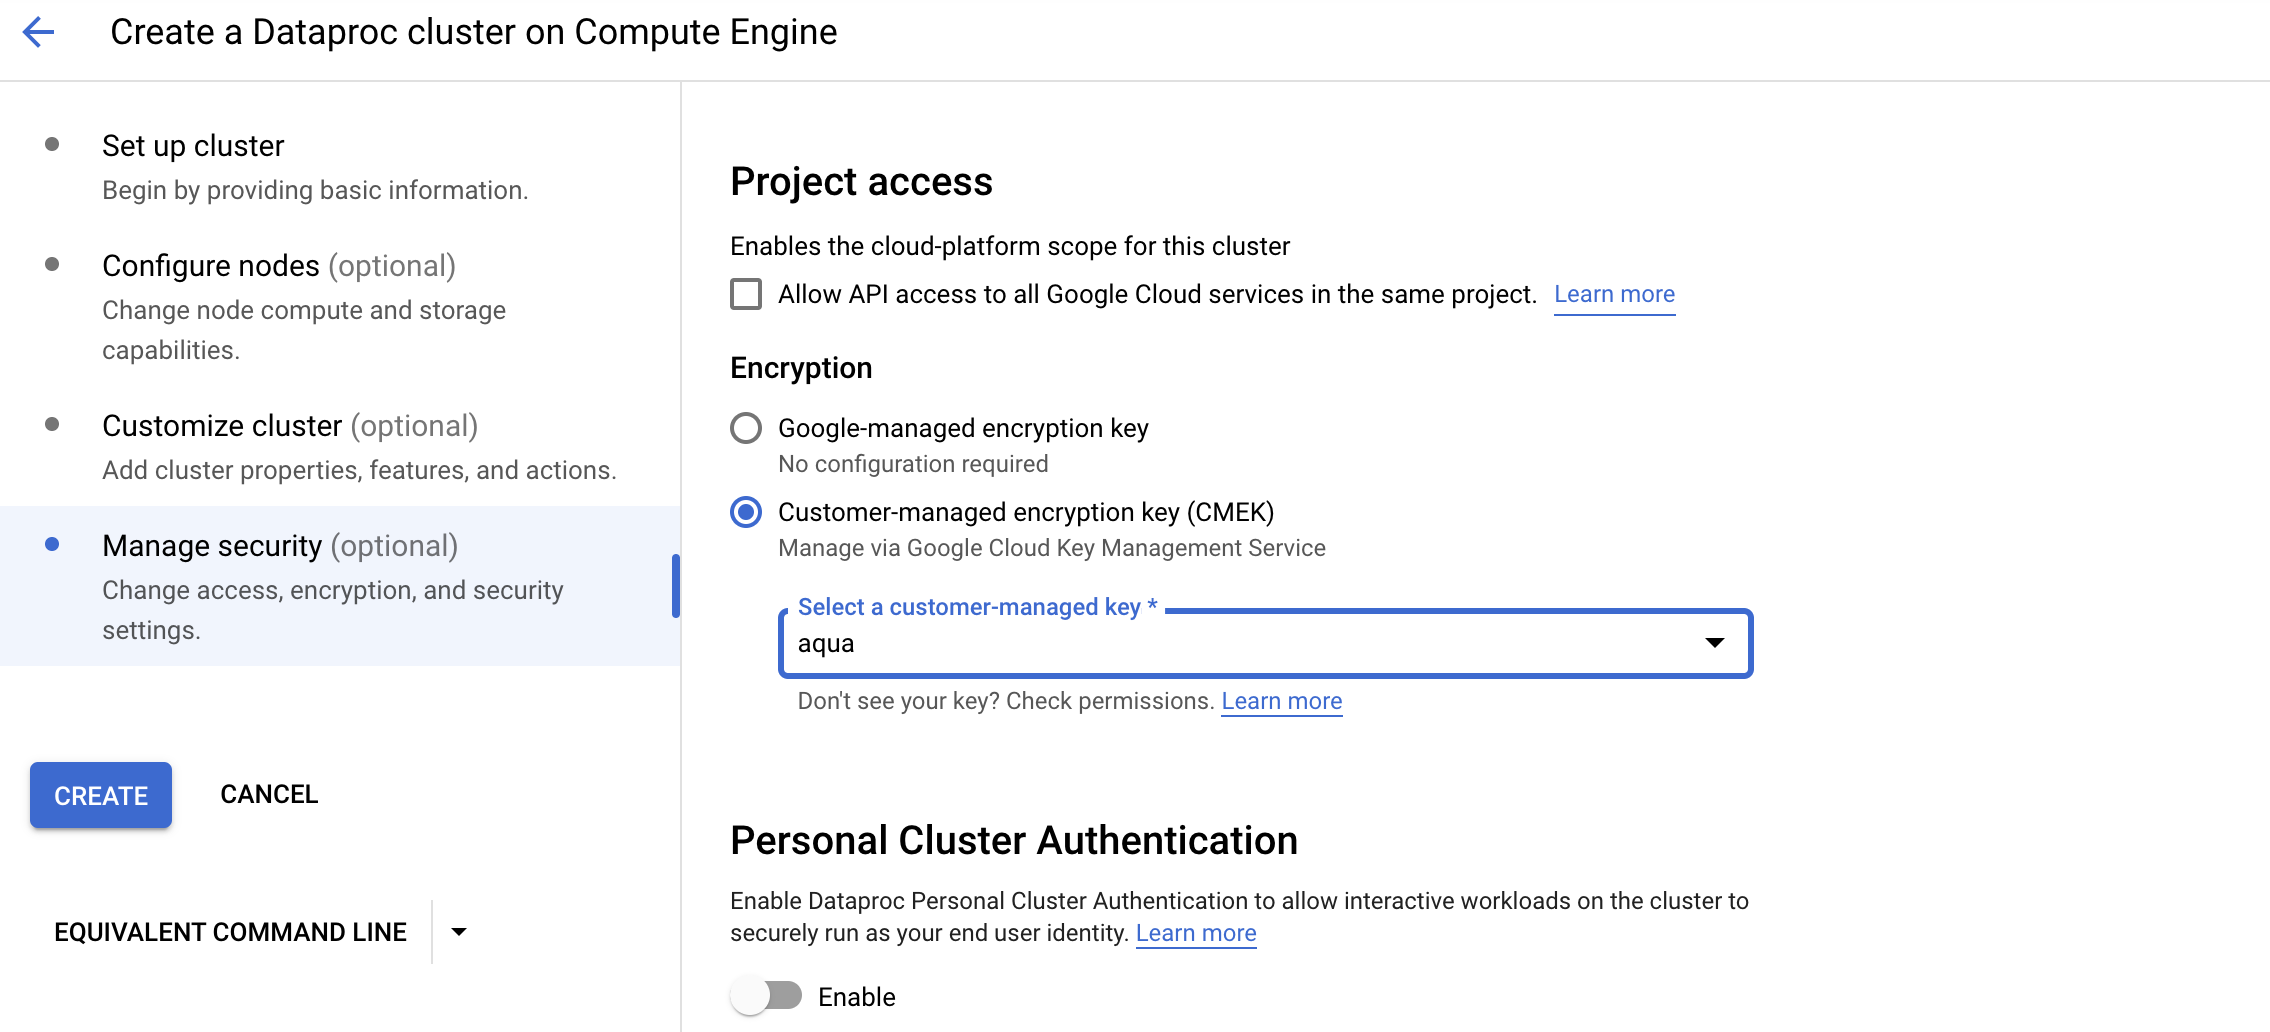 Create a Dataproc cluster on Compute Engine
Set up cluster
Begin by providing basic information.
Configure nodes (optional)
Change node compute and storage
capabilities.
Customize cluster (optional)
Add cluster properties, features, and actions.
Manage security (optional)
Change access, encryption, and security
settings.
CREATE
CANCEL
EQUIVALENT COMMAND LINE
Project access
Enables the cloud-platform scope for this cluster
Allow API access to all Google Cloud services in the same project. Learn more
Encryption
Google-managed encryption key
No configuration required
Customer-managed encryption key (CMEK)
Manage via Google Cloud Key Management Service
Select a customer-managed key *
aqua
Don't see your key? Check permissions. Learn more
Personal Cluster Authentication
Enable Dataproc Personal Cluster Authentication to allow interactive workloads on the cluster to
securely run as your end user identity. Learn more
Enable